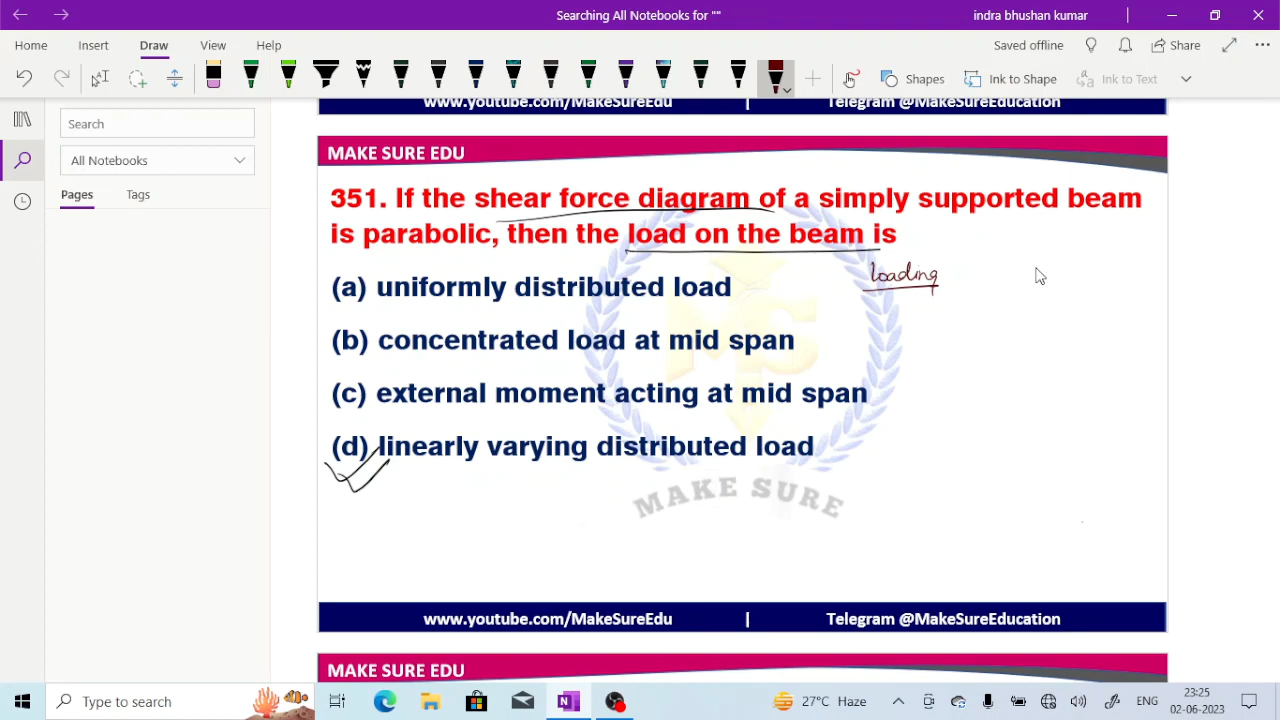 Searching All Notebooks for ""
indra bhushan kumar
Home Insert Draw View Help
Saved offline
Share
Shapes
Ink to Shape
Ink to Text
Search
All Notebooks
Pages Tags
www.youtube.com/MakeSureEdu | Telegram @MakeSureEducation
MAKE SURE EDU
351. If the shear force diagram of a simply supported beam
is parabolic, then the load on the beam is
loading
(a) uniformly distributed load
(b) concentrated load at mid span
(c) external moment acting at mid span
(d) linearly varying distributed load
MS
MAKE SURE
www.youtube.com/MakeSureEdu | Telegram @MakeSureEducation
MAKE SURE EDU
Type to search
27°C Haze
ENG
23:25
02-06-2023